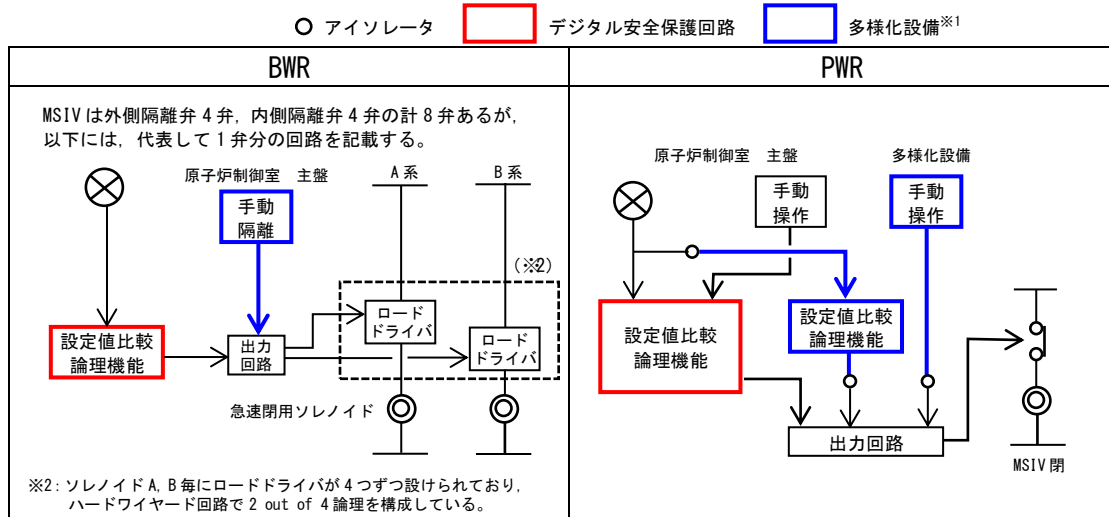 アイソレータ デジタル安全保護回路 多様化設備※1
BWR
MSIVは外側隔離弁4弁，内側隔離弁4弁の計8弁あるが，
以下には，代表して1弁分の回路を記載する。
原子炉制御室 主盤
手動
隔離
A系
B系
(※2)
設定値比較
論理機能
出力
回路
ロード
ドライバ
ロード
ドライバ
急速閉用ソレノイド
※2：ソレノイドA, B毎にロードドライバが4つずつ設けられており，
ハードワイヤード回路で2 out of 4論理を構成している。
PWR
原子炉制御室 主盤
手動
操作
多様化設備
手動
操作
設定値比較
論理機能
設定値比較
論理機能
出力回路
MSIV閉